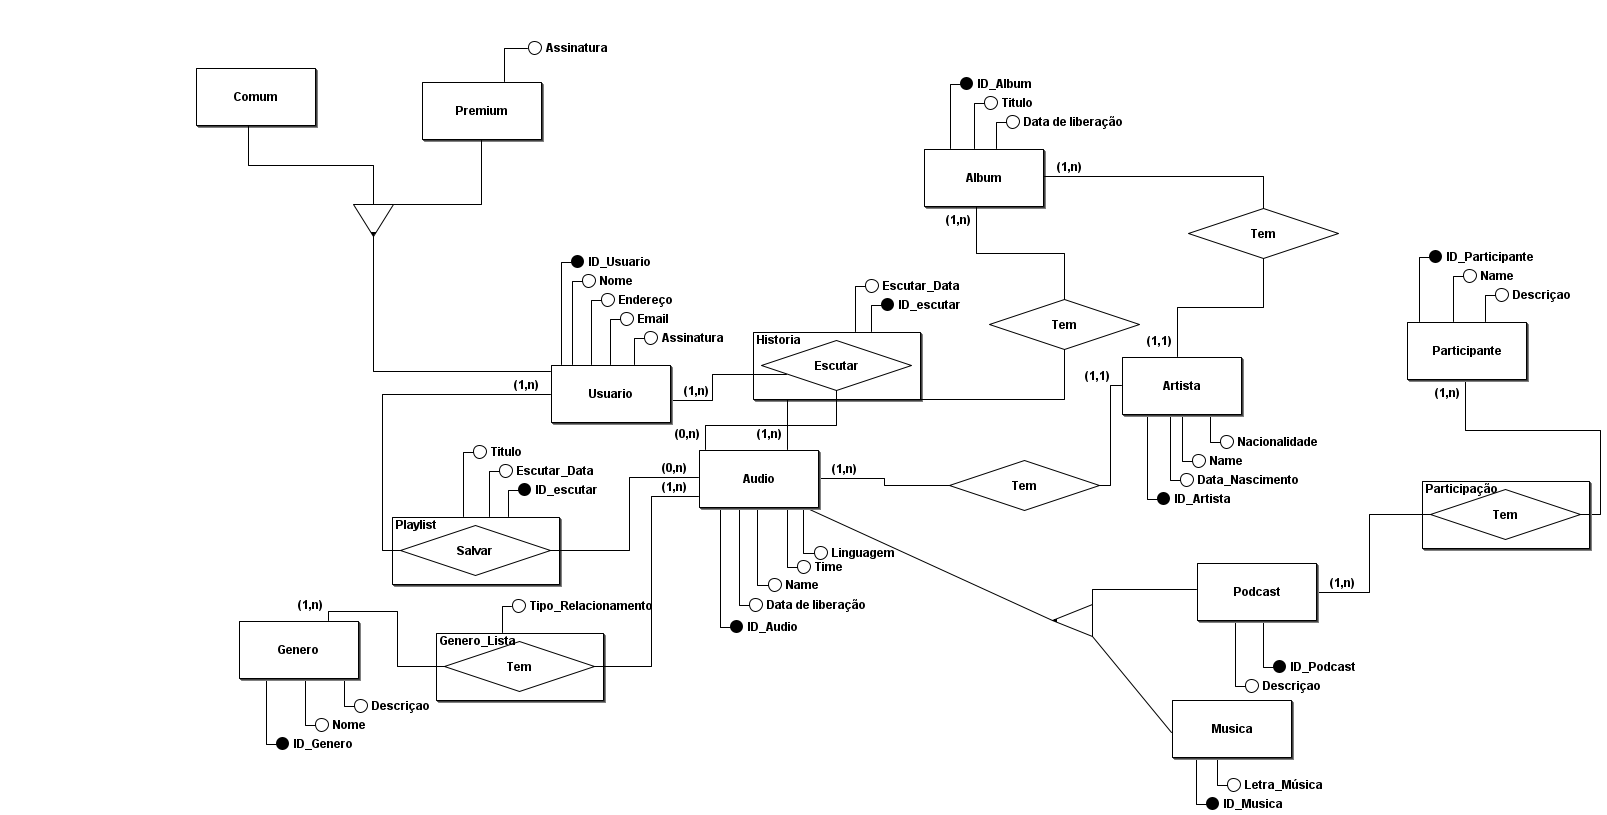 Assinatura
Comum
Premium
ID_Album
Titulo
Data de liberação
Album
(1,n)
(1,n)
Tem
ID_Usuario
Nome
Endereço
Email
Assinatura
Usuario
(1,n)
(1,n)
Escutar_Data
ID_escutar
Historia
Escutar
Tem
(1,1)
(1,1)
Artista
Nacionalidade
Name
Data_Nascimento
ID_Artista
ID_Participante
Name
Descriçao
Participante
(1,n)
(0,n)
(1,n)
Titulo
Escutar_Data
ID_escutar
Playlist
Salvar
(0,n)
(1,n)
Audio
(1,n)
Tem
Participação
Tem
Linguagem
Time
Name
Data de liberação
ID_Audio
Podcast
(1,n)
ID_Podcast
Descriçao
(1,n)
Genero
Tipo_Relacionamento
Genero_Lista
Tem
Descriçao
Nome
ID_Genero
Musica
Letra_Música
ID_Musica